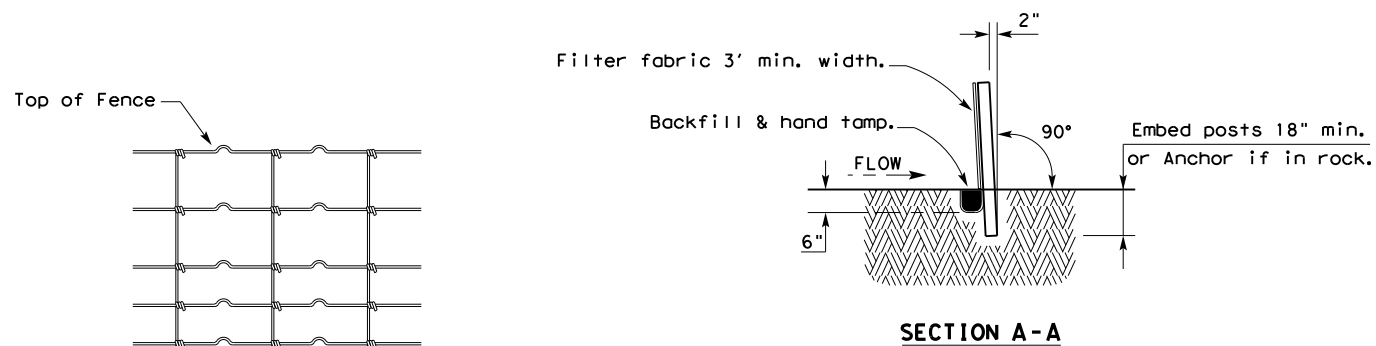 Top of Fence
2"
Filter fabric 3' min. width.
Backfill & hand tamp.
90°
Embed posts 18" min.
or Anchor if in rock.
FLOW
6"
SECTION A-A